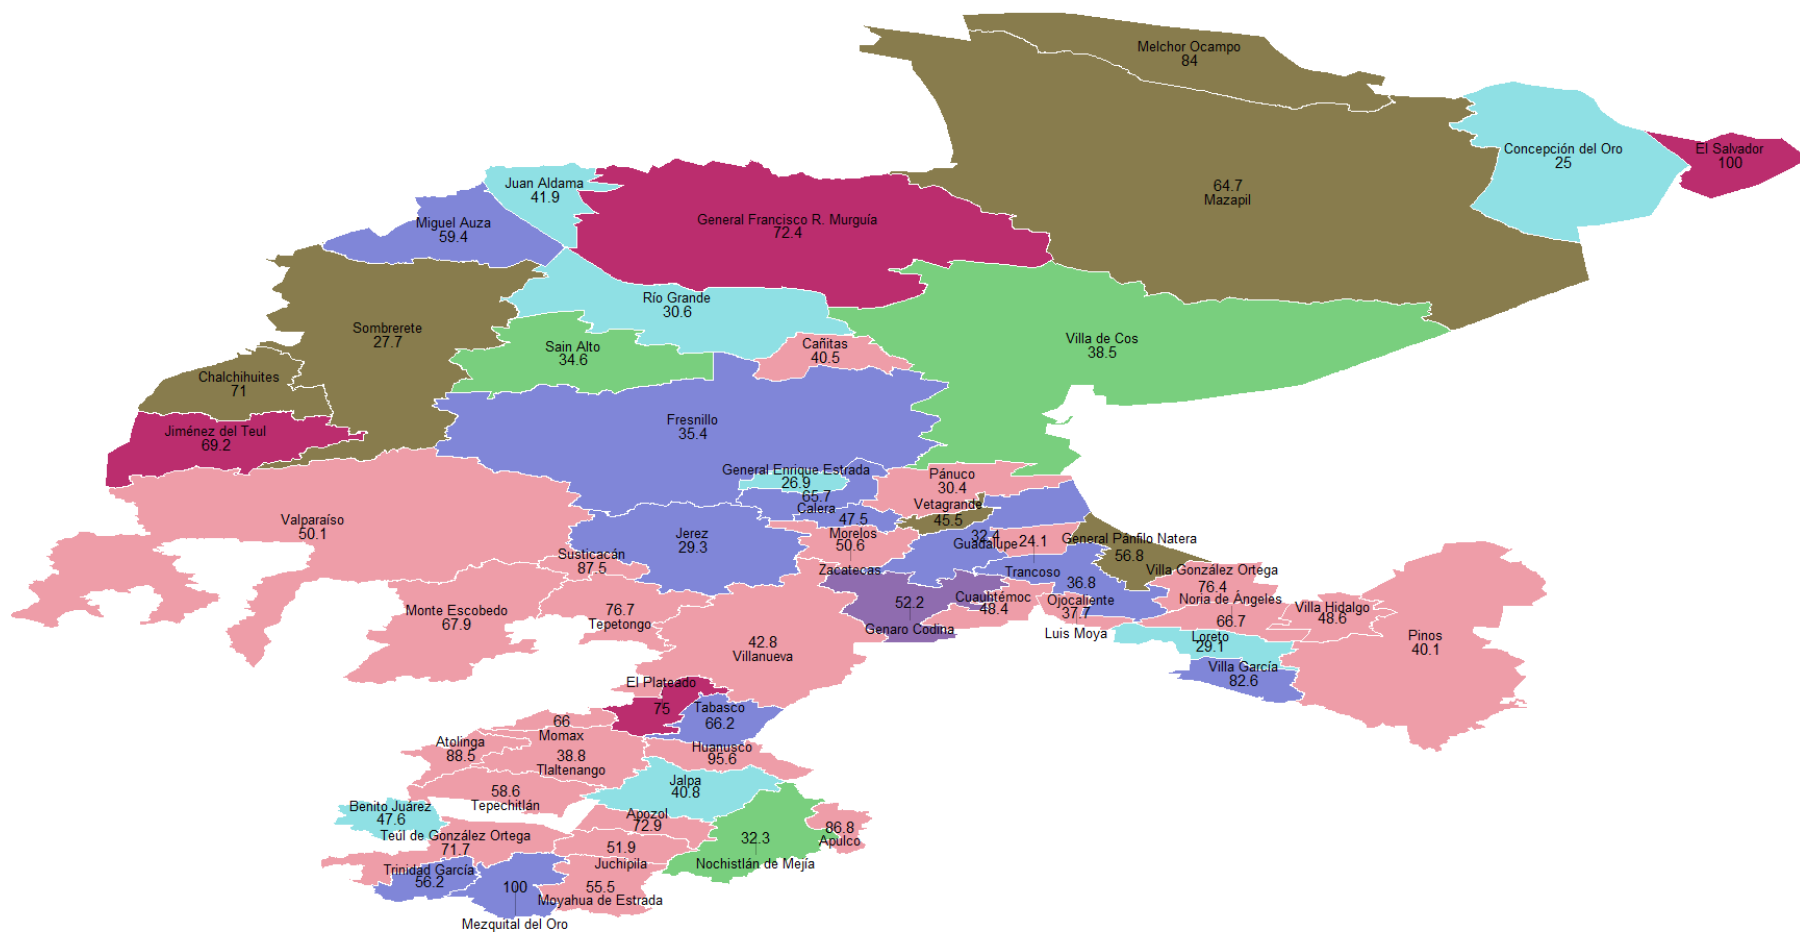 Melchor Ocampo
84
Concepción del Oro
25
El Salvador
100
64.7
Mazapil
Juan Aldama
41.9
Miguel Auza
59.4
General Francisco R. Murguía
72.4
Río Grande
30.6
Sombrerete
27.7
Sain Alto
34.6
Cañitas
40.5
Villa de Cos
38.5
Chalchihuites
71
Jiménez del Teul
69.2
Fresnillo
35.4
General Enrique Estrada
26.9
65.7
Calera
Pánuco
30.4
Vetagrande
45.5
Valparaíso
50.1
Jerez
29.3
47.5
Morelos
50.6
Zacatecas
32.4
Guadalupe
24.1
Trancoso
General Pánfilo Natera
56.8
Susticacán
87.5
Villa González Ortega
76.4
36.8
Ojocaliente
37.7
Luis Moya
Cuauhtémoc
48.4
52.2
Genaro Codina
Noria de Ángeles
66.7
Villa Hidalgo
48.6
Pinos
40.1
Loreto
29.1
Villa García
82.6
Monte Escobedo
67.9
76.7
Tepetongo
42.8
Villanueva
El Plateado
75
Tabasco
66.2
66
Momax
Atolinga
88.5
38.8
Tlaltenango
Huanusco
95.6
58.6
Tepechitlán
Jalpa
40.8
Benito Juárez
47.6
Teúl de González Ortega
71.7
Apozol
72.9
51.9
Juchipila
32.3
Nochistlán de Mejía
86.8
Apulco
Trinidad García
56.2
100
Mezquital del Oro
55.5
Moyahua de Estrada